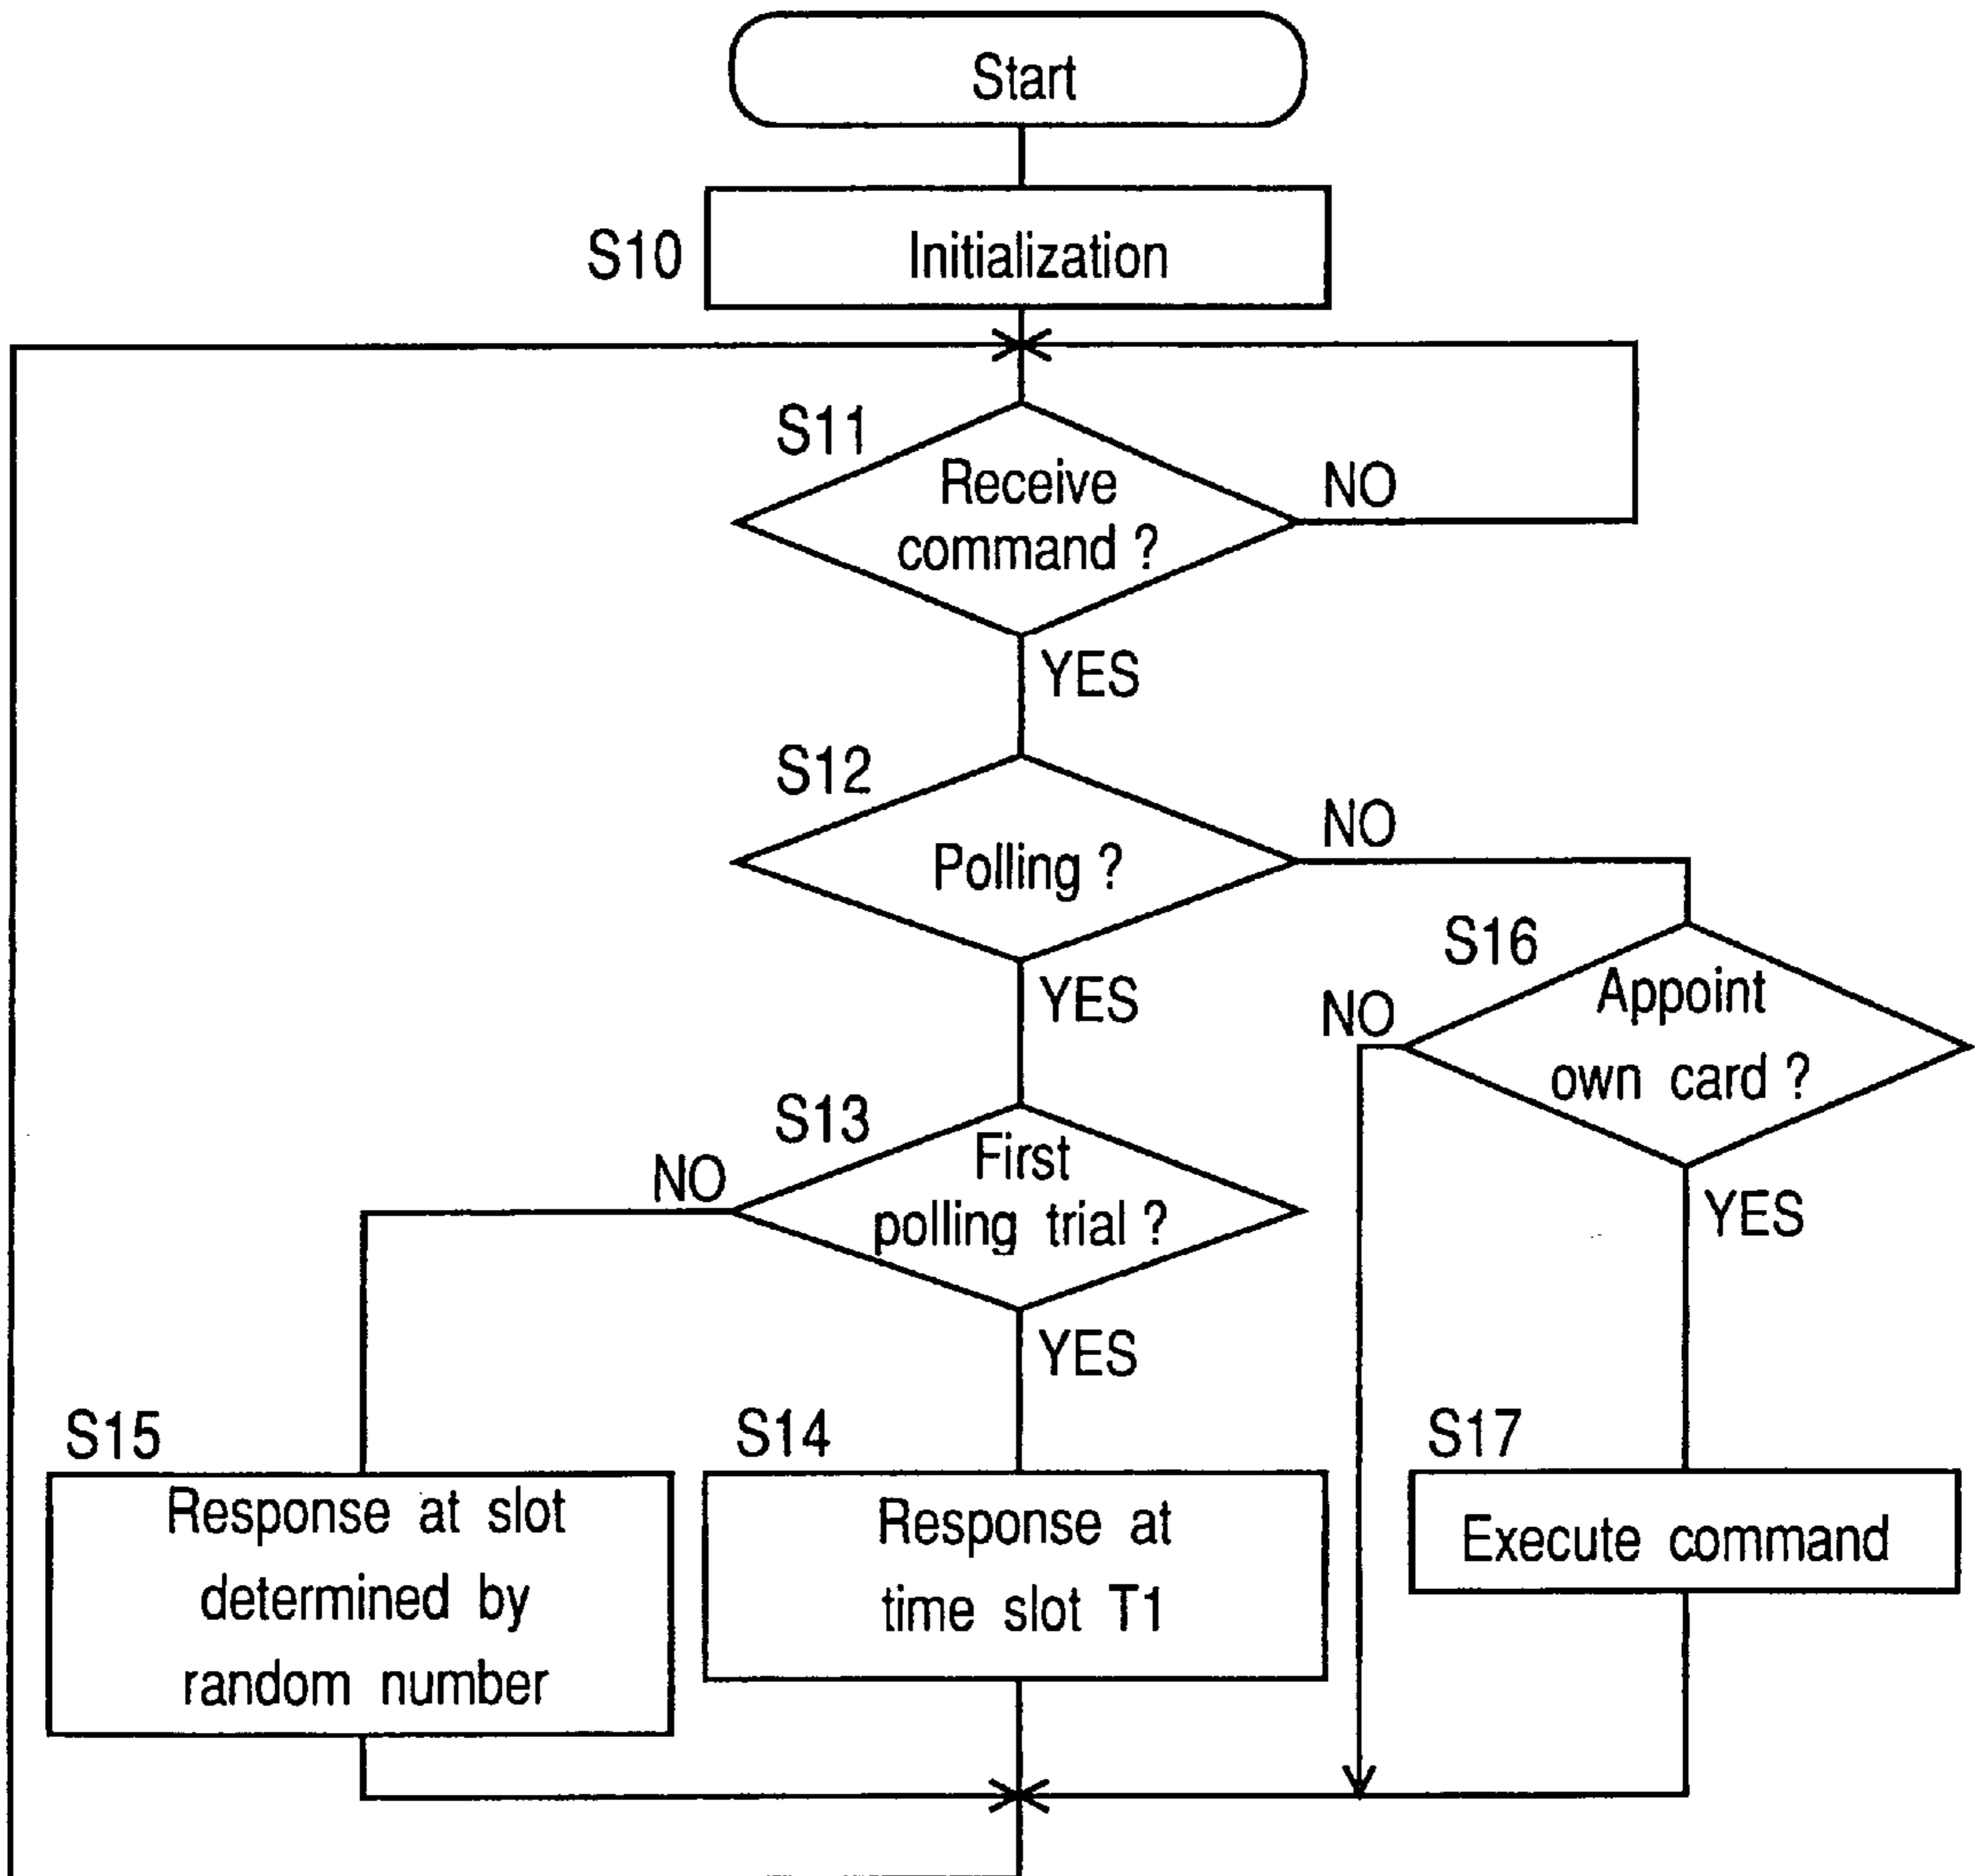 Start
S10
Initialization
S11
Receive
command ?
NO
YES
S12
Polling ?
NO
YES
S16
Appoint
own card ?
NO
YES
S13
First
polling trial ?
NO
YES
S15
Response at slot
determined by
random number
S14
Response at
time slot T1
S17
Execute command